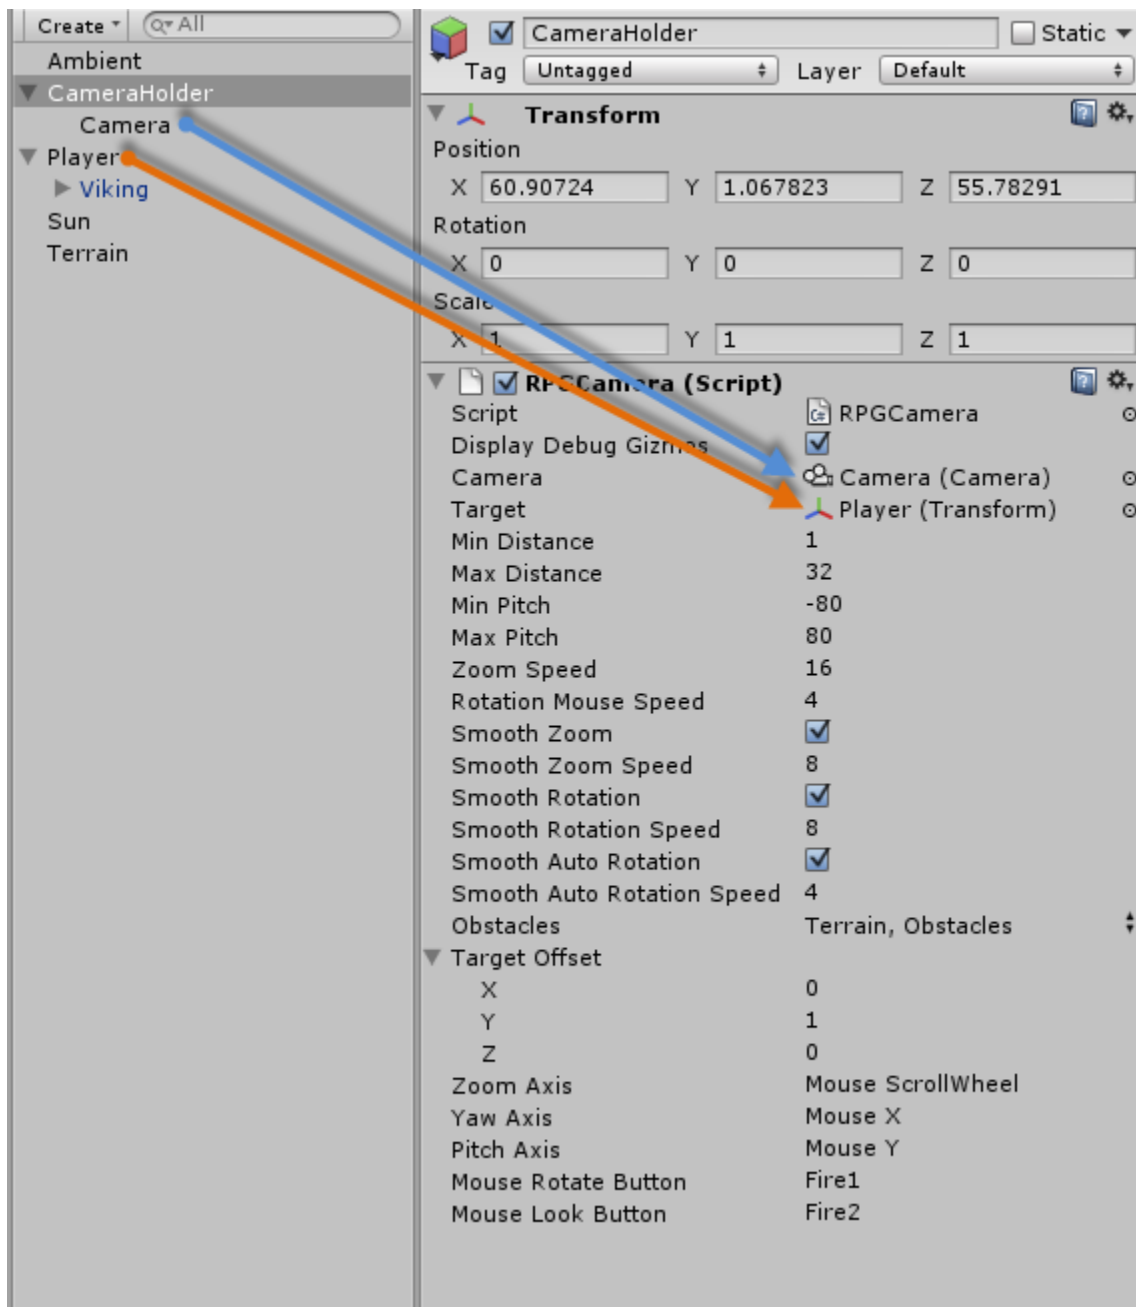 Create
All
Ambient
CameraHolder
Camera
Player
Viking
Sun
Terrain
CameraHolder
Static
Tag Untagged Layer Default
Transform
Position
X 60.90724 Y 1.067823 Z 55.78291
Rotation
X 0 Y 0 Z 0
Scale
X 1 Y 1 Z 1
RPGCamera (Script)
Script RPGCamera
Display Debug Gizmos
Camera Camera (Camera)
Target Player (Transform)
Min Distance 1
Max Distance 32
Min Pitch -80
Max Pitch 80
Zoom Speed 16
Rotation Mouse Speed 4
Smooth Zoom
Smooth Zoom Speed 8
Smooth Rotation
Smooth Rotation Speed 8
Smooth Auto Rotation
Smooth Auto Rotation Speed 4
Obstacles Terrain, Obstacles
Target Offset
X 0
Y 1
Z 0
Zoom Axis Mouse ScrollWheel
Yaw Axis Mouse X
Pitch Axis Mouse Y
Mouse Rotate Button Fire1
Mouse Look Button Fire2